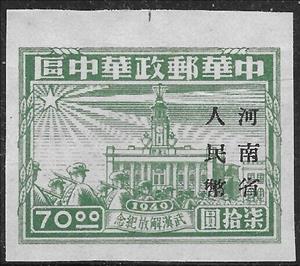 中華郵政華中區
河南省
人民幣
1949
武漢解放紀念
70.00
柒拾圓